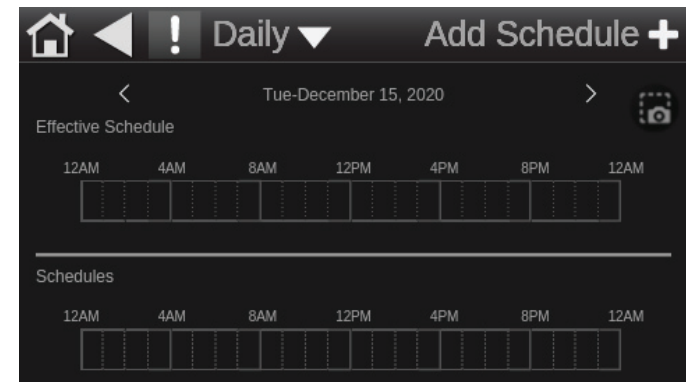 ! Daily Add Schedule +
Tue-December 15, 2020
Effective Schedule
12AM 4AM 8AM 12PM 4PM 8PM 12AM
Schedules
12AM 4AM 8AM 12PM 4PM 8PM 12AM